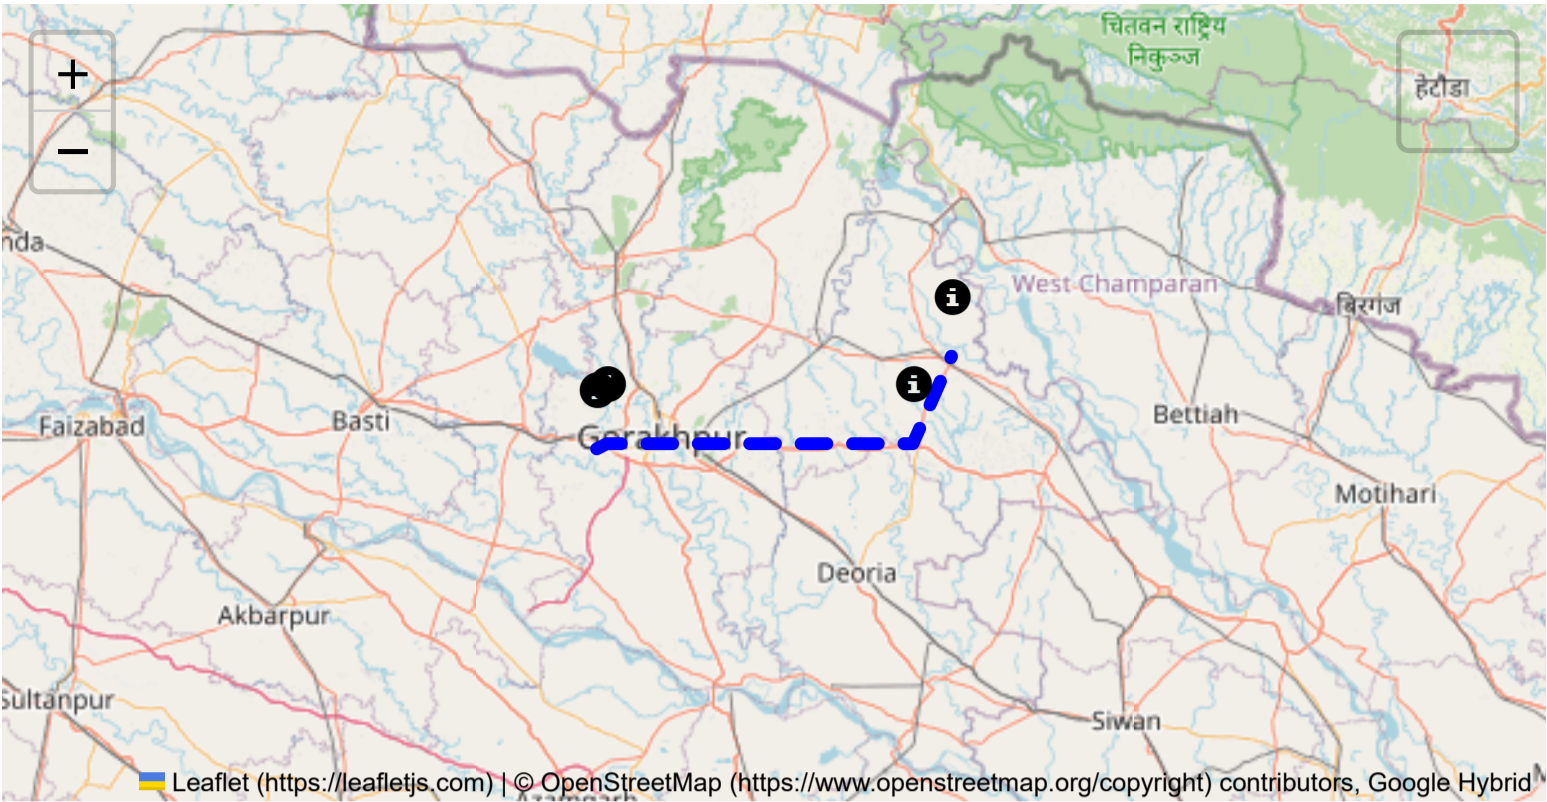 चितवन राष्ट्रिय
निकुञ्ज
हेटौडा
+
−
nda
West Champaran
बिरगंज
i
i
Faizabad
Basti
Gorakhpur
Bettiah
Motihari
Deoria
Akbarpur
Sultanpur
Siwan
Leaflet (https://leafletjs.com) | © OpenStreetMap (https://www.openstreetmap.org/copyright) contributors, Google Hybrid